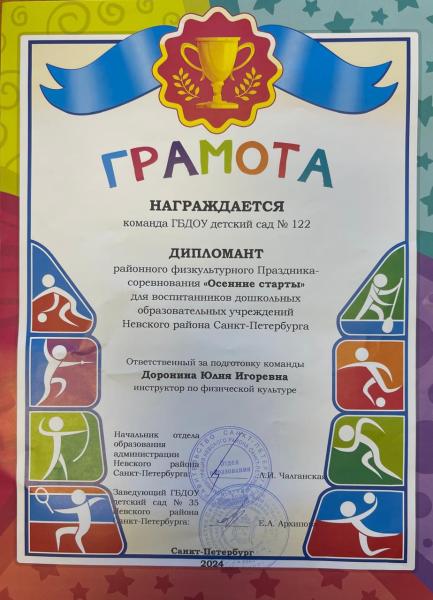 ГРАМОТА
НАГРАЖДАЕТСЯ
команда ГБДОУ детский сад № 122
ДИПЛОМАНТ
районного физкультурного Праздника-
соревнования «Осенние старты»
для воспитанников дошкольных
образовательных учреждений
Невского района Санкт-Петербурга
Ответственный за подготовку команды
Доронина Юлия Игоревна
инструктор по физической культуре
Начальник отдела
образования
администрации
Невского района
Санкт-Петербурга: Л.И. Чалганская
Заведующий ГБДОУ
детский сад № 35
Невского района
Санкт-Петербурга: Е.А. Архипова
отдел
образования
Санкт-Петербург
2024